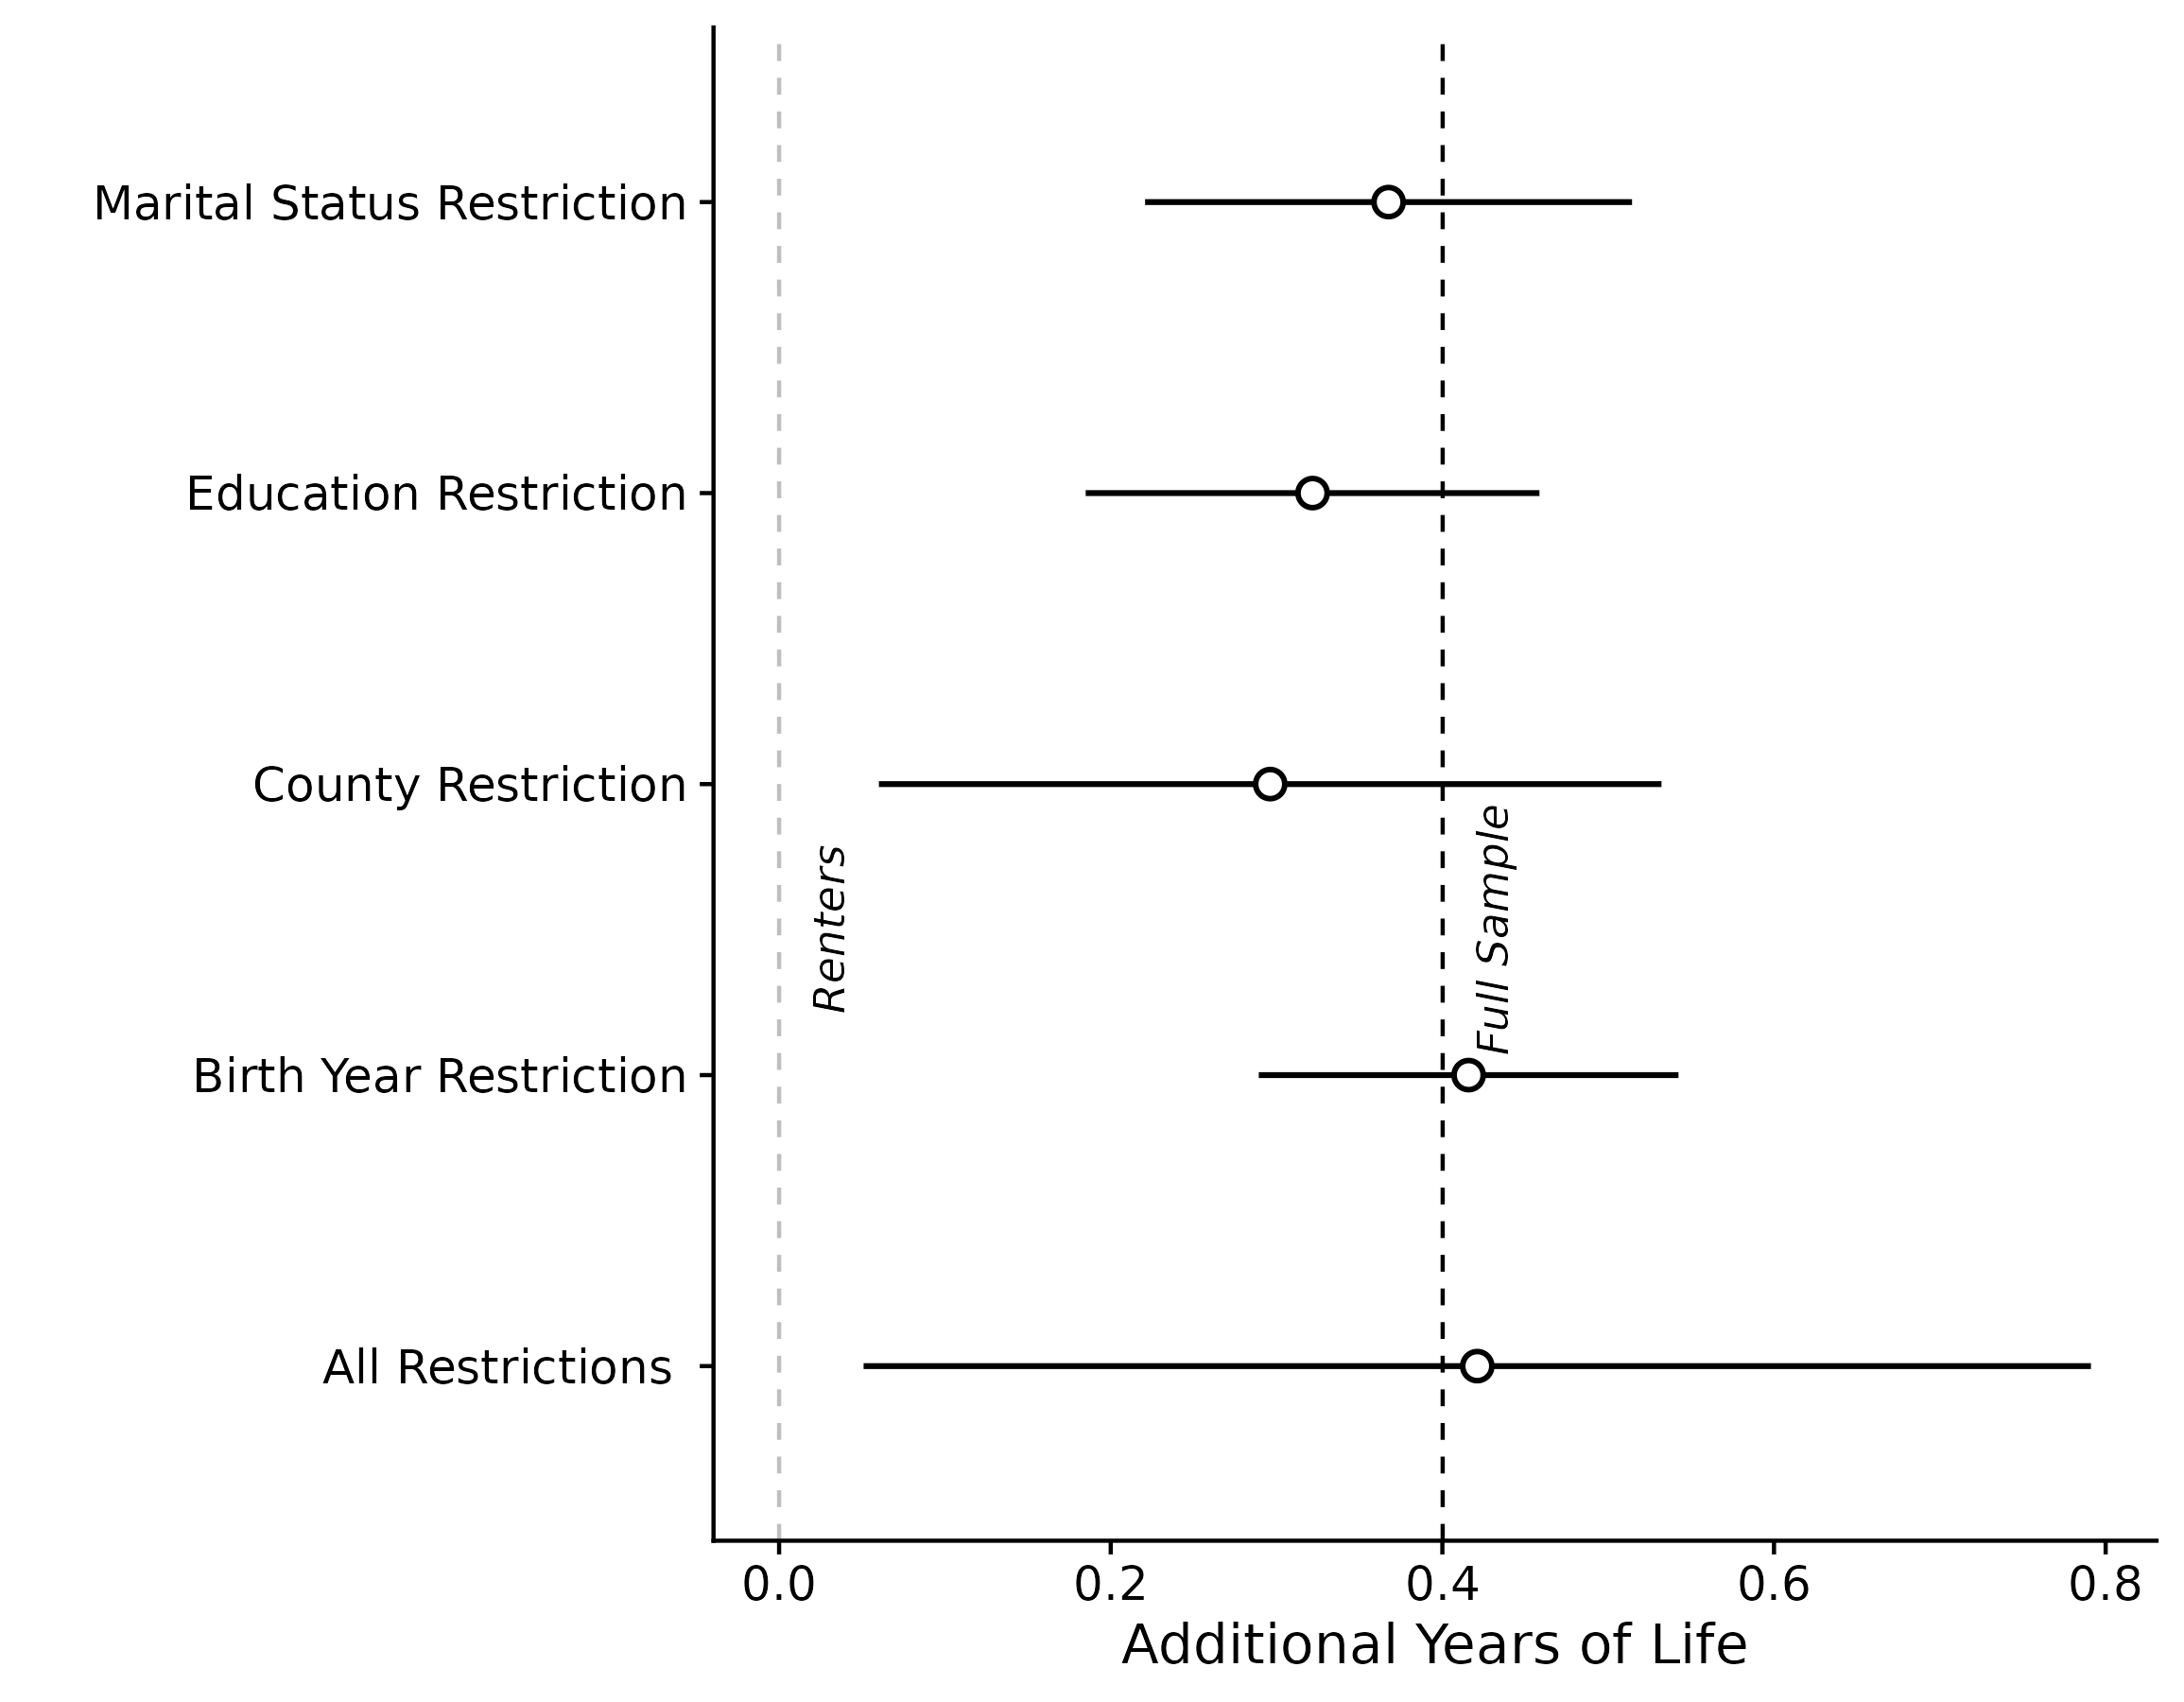 Marital Status Restriction
Education Restriction
County Restriction
Birth Year Restriction
All Restrictions
Renters
Full Sample
0.0 0.2 0.4 0.6 0.8
Additional Years of Life